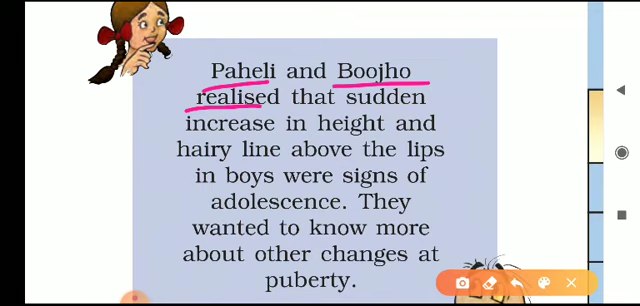 Paheli and Boojho
realised that sudden
increase in height and
hairy line above the lips
in boys were signs of
adolescence. They
wanted to know more
about other changes at
puberty.